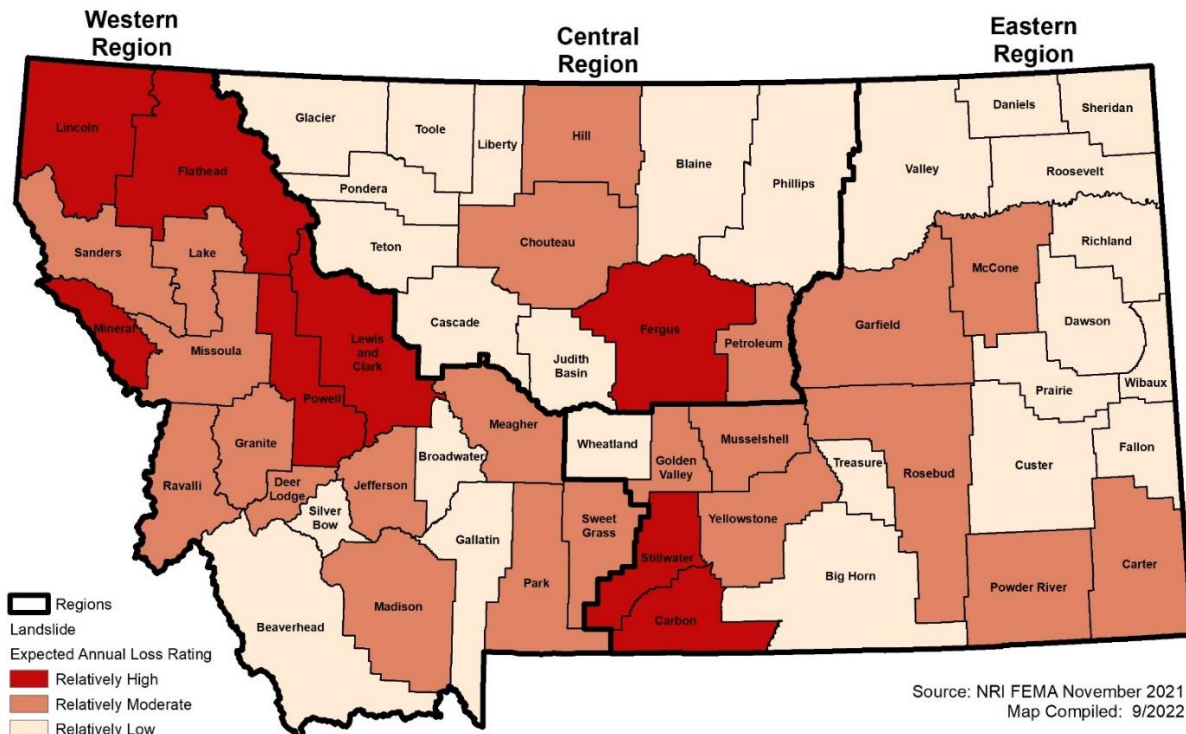 Western
Region
Central
Region
Eastern
Region
Lincoln
Flathead
Glacier
Toole
Liberty
Hill
Blaine
Phillips
Valley
Daniels
Sheridan
Roosevelt
Pondera
Teton
Chouteau
Sanders
Lake
Richland
McCone
Garfield
Dawson
Cascade
Judith
Basin
Fergus
Petroleum
Mineral
Missoula
Lewis
and
Clark
Powell
Prairie
Wibaux
Meagher
Wheatland
Golden
Valley
Musselshell
Treasure
Rosebud
Custer
Fallon
Granite
Ravalli
Deer
Lodge
Jefferson
Broadwater
Silver
Bow
Gallatin
Sweet
Grass
Stillwater
Yellowstone
Big Horn
Powder River
Carter
Park
Madison
Beaverhead
Carbon
Regions
Landslide
Expected Annual Loss Rating
Relatively High
Relatively Moderate
Relatively Low
Source: NRI FEMA November 2021
Map Compiled: 9/2022